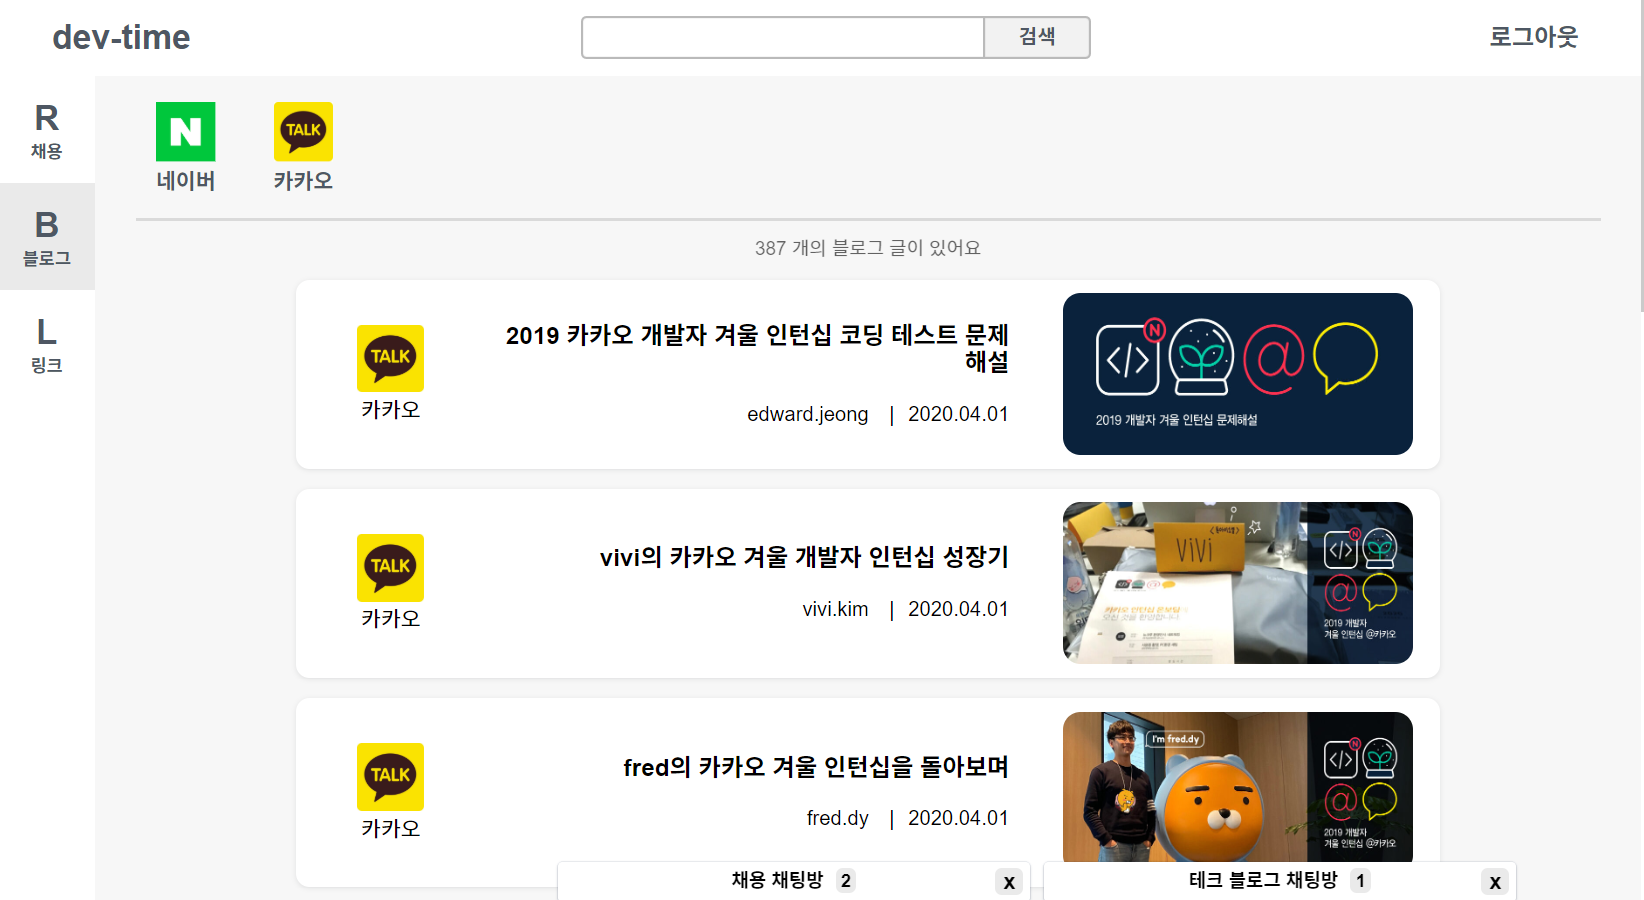 dev-time
검색
로그아웃
R
채용
B
블로그
L
링크
N
네이버
TALK
카카오
387 개의 블로그 글이 있어요
TALK
카카오
2019 카카오 개발자 겨울 인턴십 코딩 테스트 문제
해설
edward.jeong | 2020.04.01
N
</>
@
2019 개발자 겨울 인턴십 문제해설
TALK
카카오
vivi의 카카오 겨울 개발자 인턴십 성장기
vivi.kim | 2020.04.01
ViVi
N
</>
@
2019 개발자
겨울 인턴십 @카카오
TALK
카카오
fred의 카카오 겨울 인턴십을 돌아보며
fred.dy | 2020.04.01
I'm fred.dy
N
</>
@
2019 개발자
겨울 인턴십 @카카오
채용 채팅방 2 x
테크 블로그 채팅방 1 x